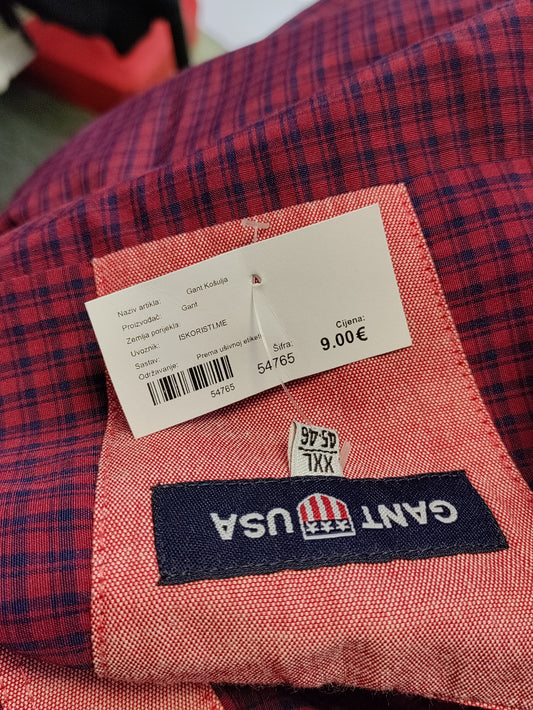 Naziv artikla: Gant Košulja
Proizvođač: Gant
Zemlja porijekla
Uvoznik: ISKORISTI.ME
Sastav:
Održavanje: Prema ušivnoj etiketi
54765
Šifra:
54765
Cijena:
9.00€
XXL
45-46
GANT USA